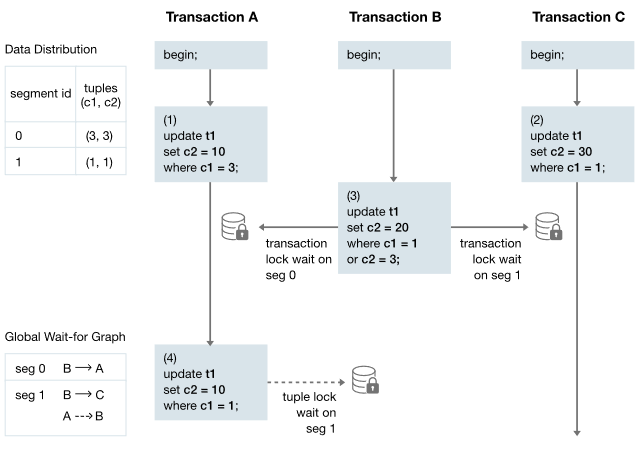 Transaction A
Transaction B
Transaction C
Data Distribution
segment id
tuples
(c1, c2)
0
(3, 3)
1
(1, 1)
begin;
begin;
begin;
(1)
update t1
set c2 = 10
where c1 = 3;
(2)
update t1
set c2 = 30
where c1 = 1;
(3)
update t1
set c2 = 20
where c1 = 1
or c2 = 3;
transaction
lock wait on
seg 0
transaction
lock wait
on seg 1
Global Wait-for Graph
seg 0 B → A
seg 1 B → C
A ⇢ B
(4)
update t1
set c2 = 10
where c1 = 1;
tuple lock
wait on
seg 1